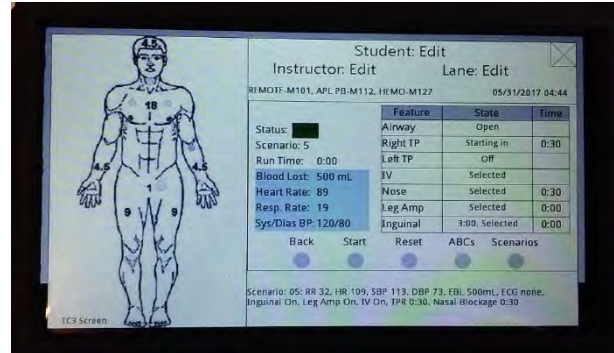 4.5
18
4.5
4.5
1
9
9
TC3 Screen
Student: Edit
Instructor: Edit
Lane: Edit
REMOTE-M101, APL PB-M112, HEMO-M127
05/31/2017 04:44
Status:
Scenario: 5
Run Time: 0:00
Blood Lost: 500 mL
Heart Rate: 89
Resp. Rate: 19
Sys/Dias BP: 120/80
Feature State Time
Airway Open
Right TP Starting in 0:30
Left TP Off
IV Selected
Nose Selected 0:30
Leg Amp Selected 0:00
Inguinal 3:00, Selected 0:00
Back Start Reset ABCs Scenarios
Scenario: 05: RR 32, HR 109, SBP 113, DBP 73, EBL 500mL, ECG none,
Inguinal On, Leg Amp On, IV On, TPR 0:30, Nasal Blockage 0:30